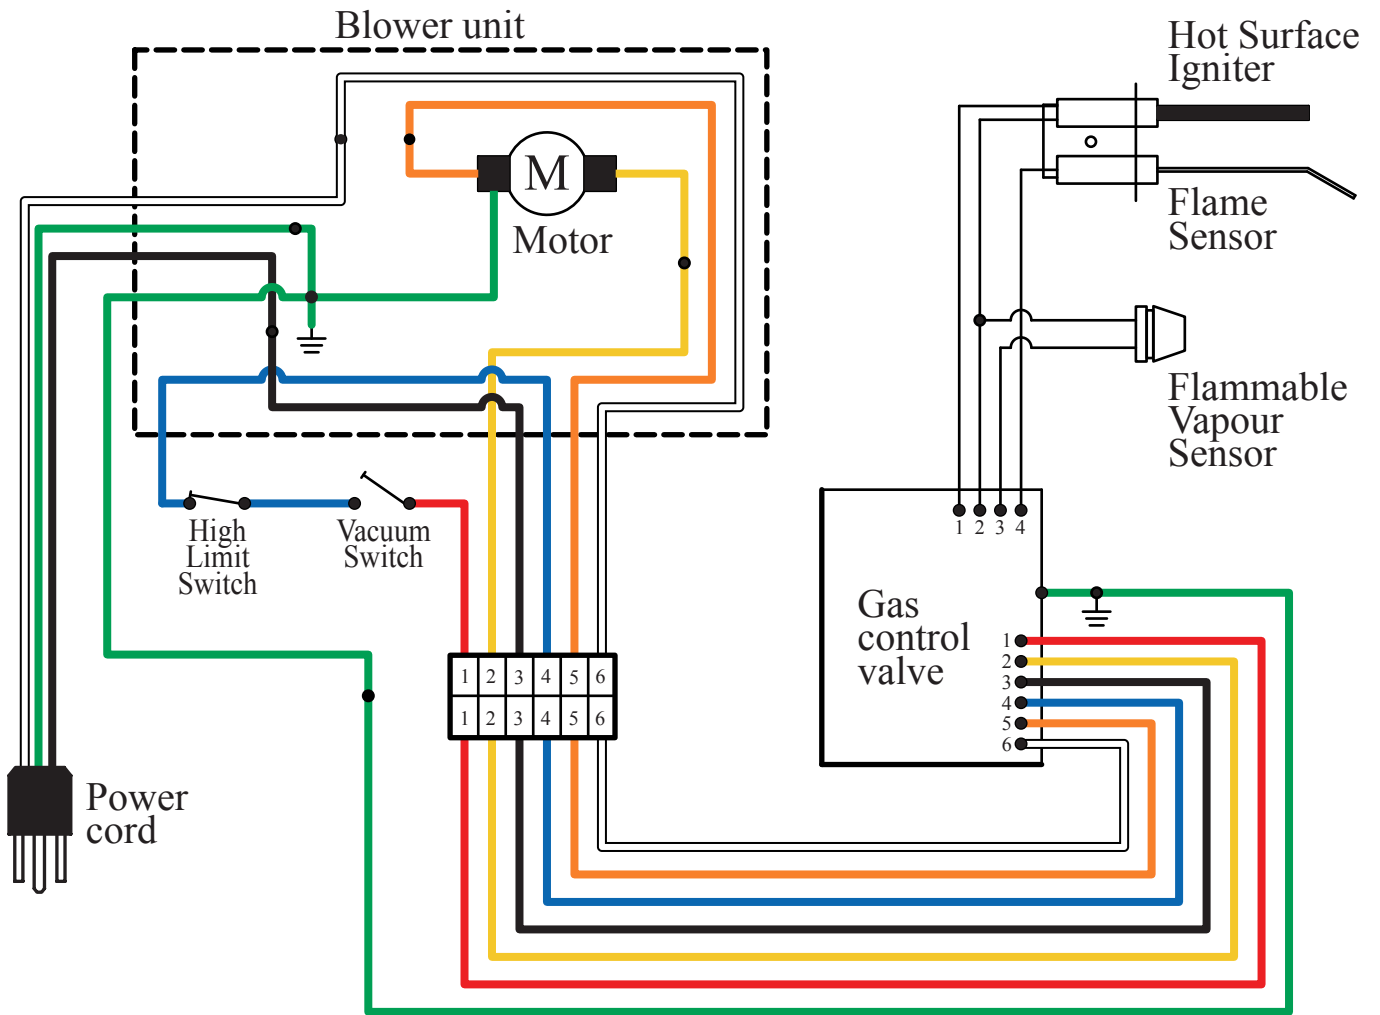 Blower unit
Hot Surface
Igniter
M
Motor
Flame
Sensor
Flammable
Vapour
Sensor
High
Limit
Switch
Vacuum
Switch
1 2 3 4
Gas
control
valve
1
2
3
4
5
6
1 2 3 4 5 6
1 2 3 4 5 6
Power
cord